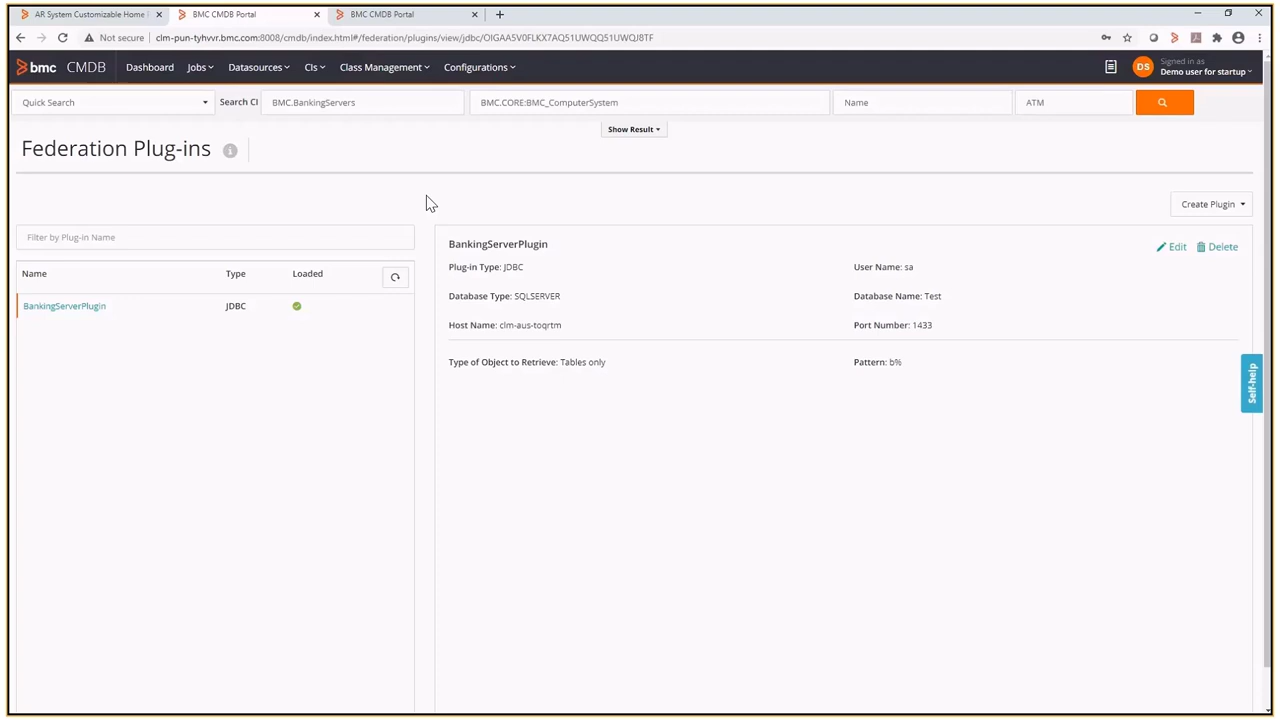 AR System Customizable Home
BMC CMDB Portal
BMC CMDB Portal
Not secure
clm-pun-tyhvvr.bmc.com:8008/cmdb/index.html#/federation/plugins/view/jdbc/OIGAA5V0FLKX7AQ51UWQQ51UWQJ8TF
bmc CMDB
Dashboard
Jobs
Datasources
CIs
Class Management
Configurations
DS
Signed in as
Demo user for startup
Quick Search
Search CI
BMC.BankingServers
BMC.CORE:BMC_ComputerSystem
Name
ATM
Show Result
Federation Plug-ins
Create Plugin
Filter by Plug-in Name
Name Type Loaded
BankingServerPlugin JDBC
BankingServerPlugin
Edit
Delete
Plug-in Type: JDBC
User Name: sa
Database Type: SQLSERVER
Database Name: Test
Host Name: clm-aus-toqrtm
Port Number: 1433
Type of Object to Retrieve: Tables only
Pattern: b%
Self-help